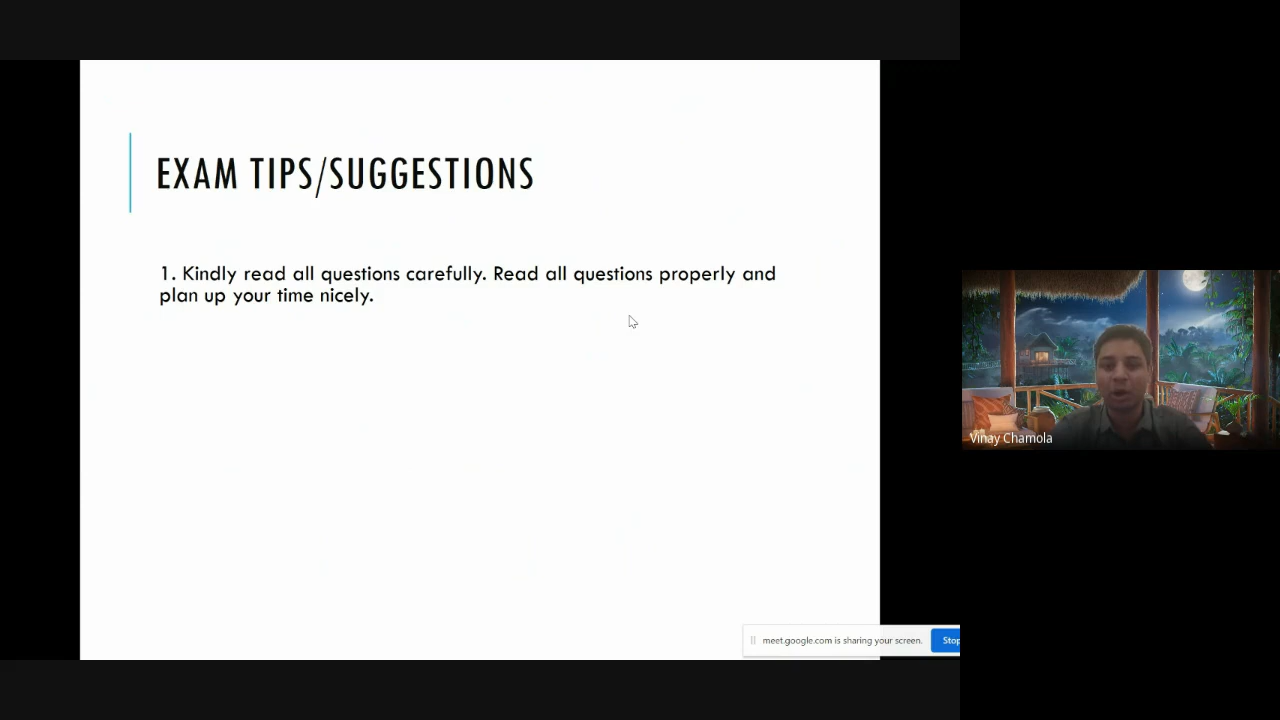 EXAM TIPS/SUGGESTIONS
1. Kindly read all questions carefully. Read all questions properly and
plan up your time nicely.
Vinay Chamola
meet.google.com is sharing your screen.
Stop